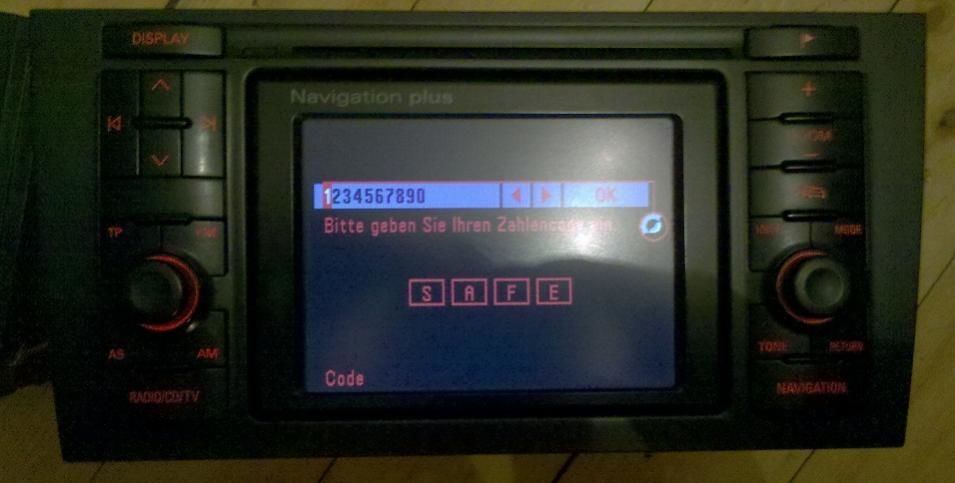 DISPLAY
Navigation plus
1234567890 OK
Bitte geben Sie Ihren Zahlencode ein.
S A F E
Code
TP
AS AM
RADIO/CD/TV
+
-
MODE
TONE RETURN
NAVIGATION